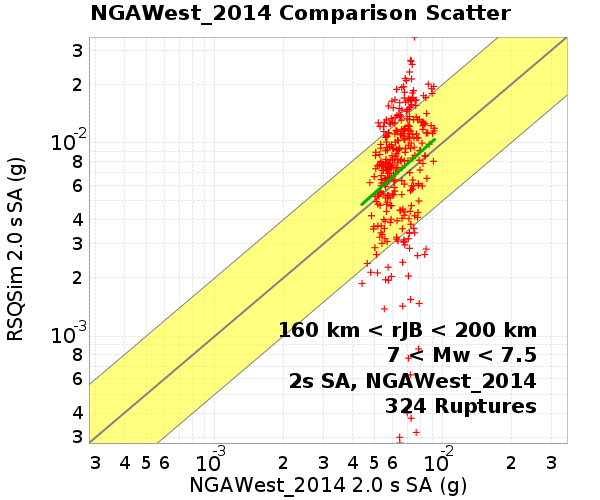 NGAWest_2014 Comparison Scatter
RSQSim 2.0 s SA (g)
3
2
10-2
8
6
4
3
2
10-3
8
6
4
3
160 km < rJB < 200 km
7 < Mw < 7.5
2s SA, NGAWest_2014
324 Ruptures
3 4 5 6 10-3 2 3 4 5 6 10-2 2 3
NGAWest_2014 2.0 s SA (g)